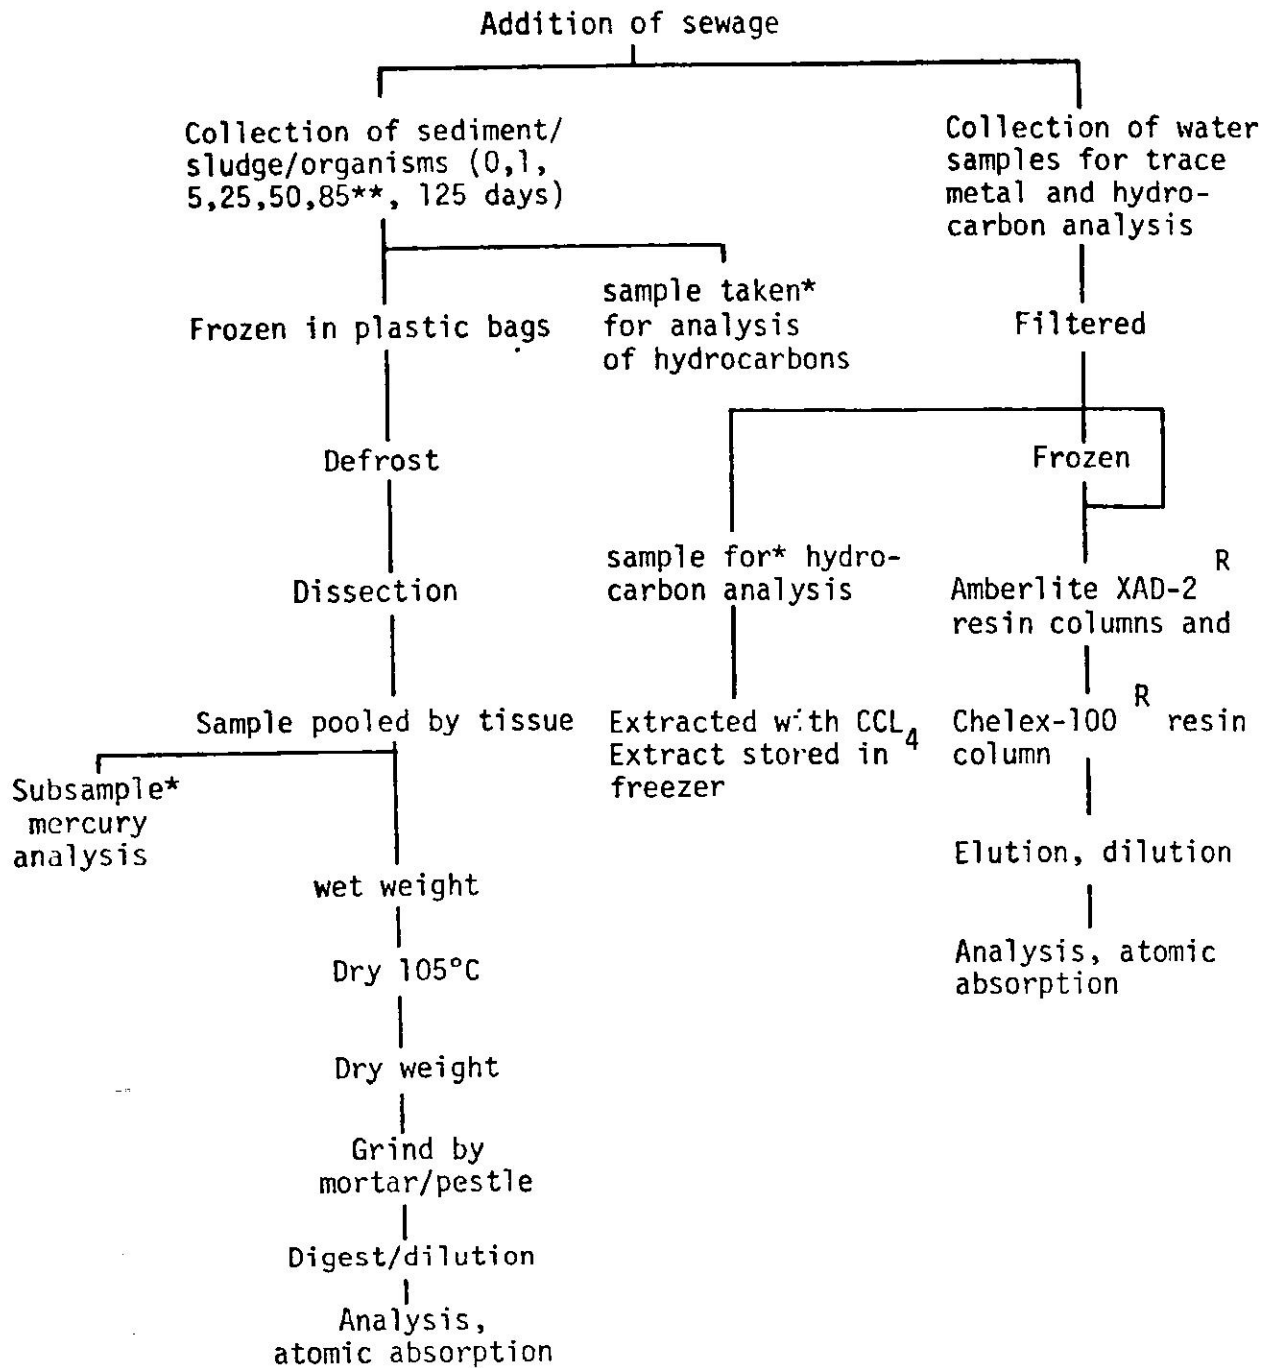 Addition of sewage
Collection of sediment/
sludge/organisms (0,1,
5,25,50,85**, 125 days)
sample taken*
for analysis
of hydrocarbons
Frozen in plastic bags
Defrost
Dissection
Sample pooled by tissue
Subsample*
mercury
analysis
wet weight
Dry 105°C
Dry weight
Grind by
mortar/pestle
Digest/dilution
Analysis,
atomic absorption
Collection of water
samples for trace
metal and hydro-
carbon analysis
Filtered
Frozen
sample for* hydro-
carbon analysis
Extracted with CCL4
Extract stored in
freezer
Amberlite XAD-2 R
resin columns and
Chelex-100 R resin
column
Elution, dilution
Analysis, atomic
absorption